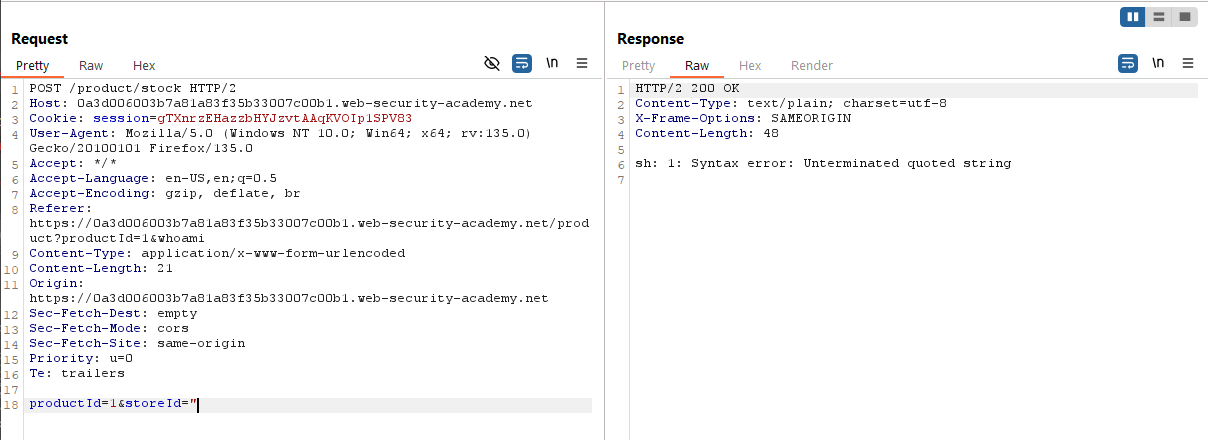 Request
Pretty Raw Hex
\n
1 POST /product/stock HTTP/2
2 Host: 0a3d006003b7a81a83f35b33007c00b1.web-security-academy.net
3 Cookie: session=gTXnrzEHazzbHYJzvtAAqKVOIp1SPV83
4 User-Agent: Mozilla/5.0 (Windows NT 10.0; Win64; x64; rv:135.0)
Gecko/20100101 Firefox/135.0
5 Accept: */*
6 Accept-Language: en-US,en;q=0.5
7 Accept-Encoding: gzip, deflate, br
8 Referer:
https://0a3d006003b7a81a83f35b33007c00b1.web-security-academy.net/prod
uct?productId=1&whoami
9 Content-Type: application/x-www-form-urlencoded
10 Content-Length: 21
11 Origin:
https://0a3d006003b7a81a83f35b33007c00b1.web-security-academy.net
12 Sec-Fetch-Dest: empty
13 Sec-Fetch-Mode: cors
14 Sec-Fetch-Site: same-origin
15 Priority: u=0
16 Te: trailers
17
18 productId=1&storeId="
Response
Pretty Raw Hex Render
\n
1 HTTP/2 200 OK
2 Content-Type: text/plain; charset=utf-8
3 X-Frame-Options: SAMEORIGIN
4 Content-Length: 48
5
6 sh: 1: Syntax error: Unterminated quoted string
7